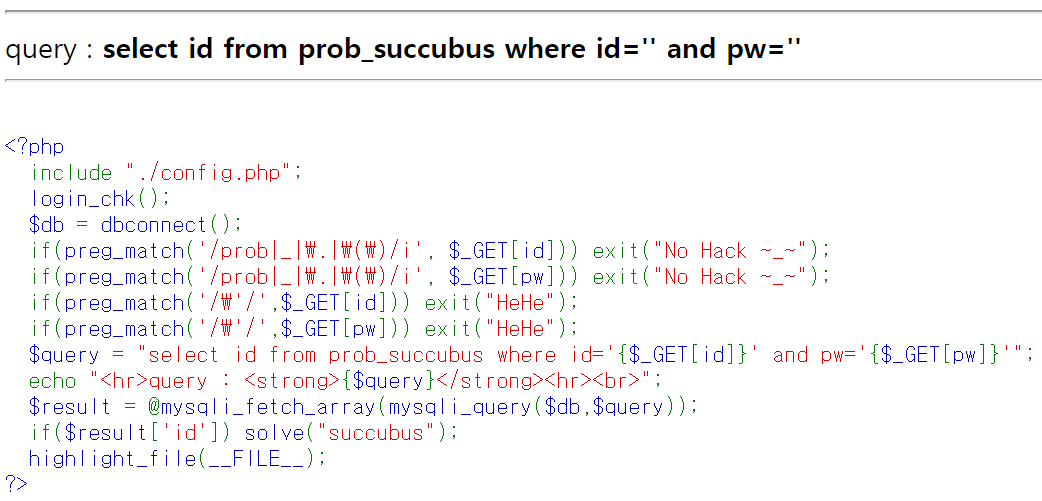 query : select id from prob_succubus where id='' and pw=''
<?php
include "./config.php";
login_chk();
$db = dbconnect();
if(preg_match('/prob|_|₩.|₩(₩)/i', $_GET[id])) exit("No Hack ~_~");
if(preg_match('/prob|_|₩.|₩(₩)/i', $_GET[pw])) exit("No Hack ~_~");
if(preg_match('/₩'/',$_GET[id])) exit("HeHe");
if(preg_match('/₩'/',$_GET[pw])) exit("HeHe");
$query = "select id from prob_succubus where id='{$_GET[id]}' and pw='{$_GET[pw]}'";
echo "<hr>query : <strong>{$query}</strong><hr><br>";
$result = @mysqli_fetch_array(mysqli_query($db,$query));
if($result['id']) solve("succubus");
highlight_file(__FILE__);
?>